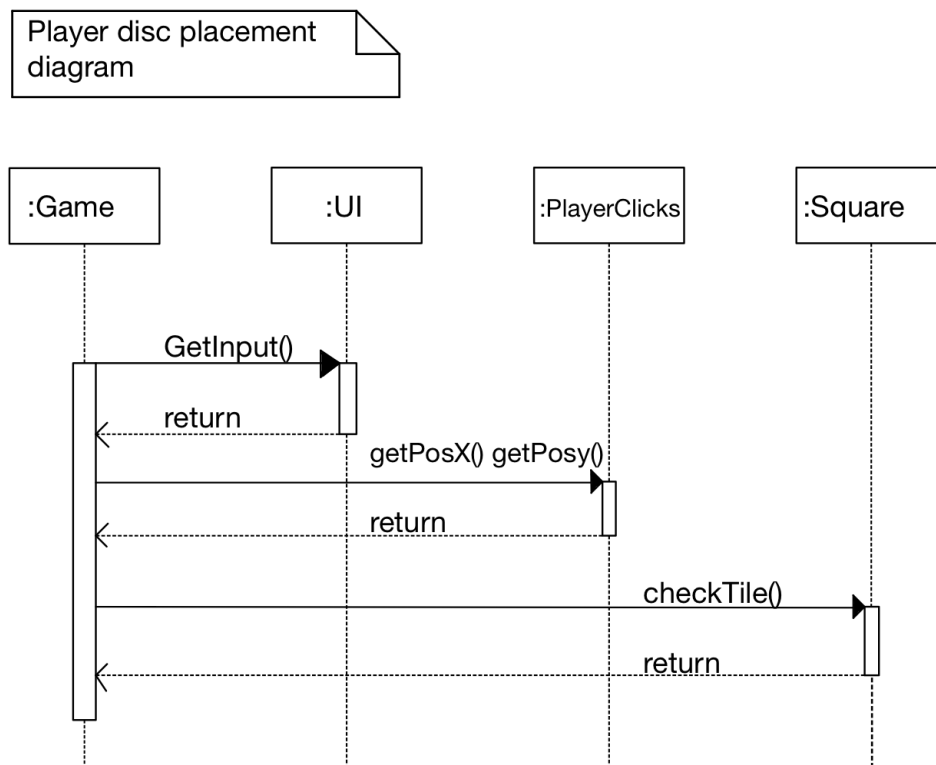 Player disc placement
diagram
:Game
:UI
:PlayerClicks
:Square
GetInput()
return
getPosX() getPosy()
return
checkTile()
return